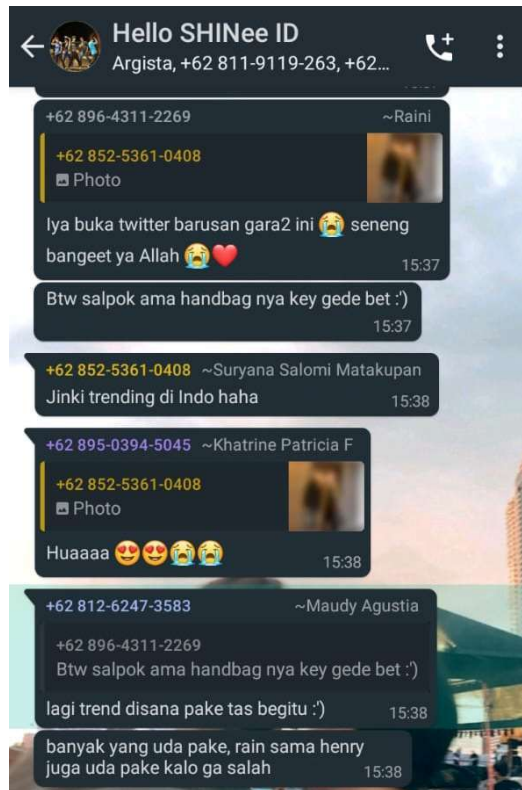 Hello SHINee ID
Argista, +62 811-9119-263, +62...
+62 896-4311-2269 ~Raini
+62 852-5361-0408
Photo
Iya buka twitter barusan gara2 ini 😭 seneng
bangeet ya Allah 😭❤️
15:37
Btw salpok ama handbag nya key gede bet :')
15:37
+62 852-5361-0408 ~Suryana Salomi Matakupan
Jinki trending di Indo haha 15:38
+62 895-0394-5045 ~Khatrine Patricia F
+62 852-5361-0408
Photo
Huaaaa 😍😍😭😭 15:38
+62 812-6247-3583 ~Maudy Agustia
+62 896-4311-2269
Btw salpok ama handbag nya key gede bet :')
lagi trend disana pake tas begitu :') 15:38
banyak yang uda pake, rain sama henry
juga uda pake kalo ga salah 15:38